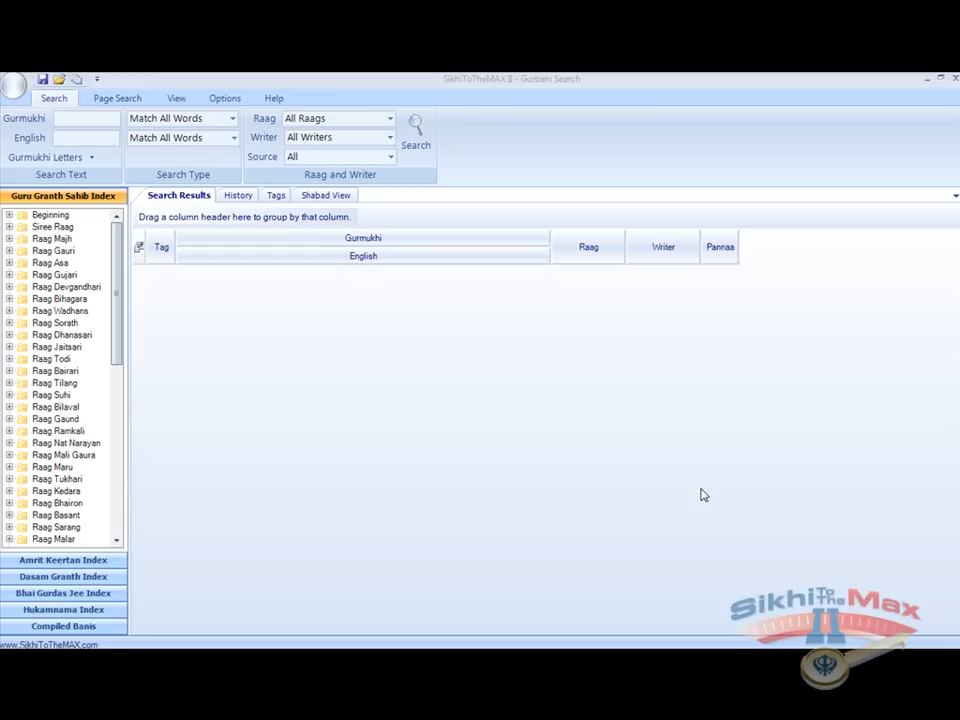 SikhiToTheMAX II - Gurbani Search
Search Page Search View Options Help
Gurmukhi Match All Words Raag All Raags
English Match All Words Writer All Writers
Gurmukhi Letters Source All Search
Search Text Search Type Raag and Writer
Guru Granth Sahib Index
Beginning
Siree Raag
Raag Majh
Raag Gauri
Raag Asa
Raag Gujari
Raag Devgandhari
Raag Bihagara
Raag Wadhans
Raag Sorath
Raag Dhanasari
Raag Jaitsari
Raag Todi
Raag Bairari
Raag Tilang
Raag Suhi
Raag Bilaval
Raag Gaund
Raag Ramkali
Raag Nat Narayan
Raag Mali Gaura
Raag Maru
Raag Tukhari
Raag Kedara
Raag Bhairon
Raag Basant
Raag Sarang
Raag Malar
Amrit Keertan Index
Dasam Granth Index
Bhai Gurdas Jee Index
Hukamnama Index
Compiled Banis
www.SikhiToTheMAX.com
Search Results History Tags Shabad View
Drag a column header here to group by that column.
Tag Gurmukhi Raag Writer Pannaa
English
Sikhi To The Max
II